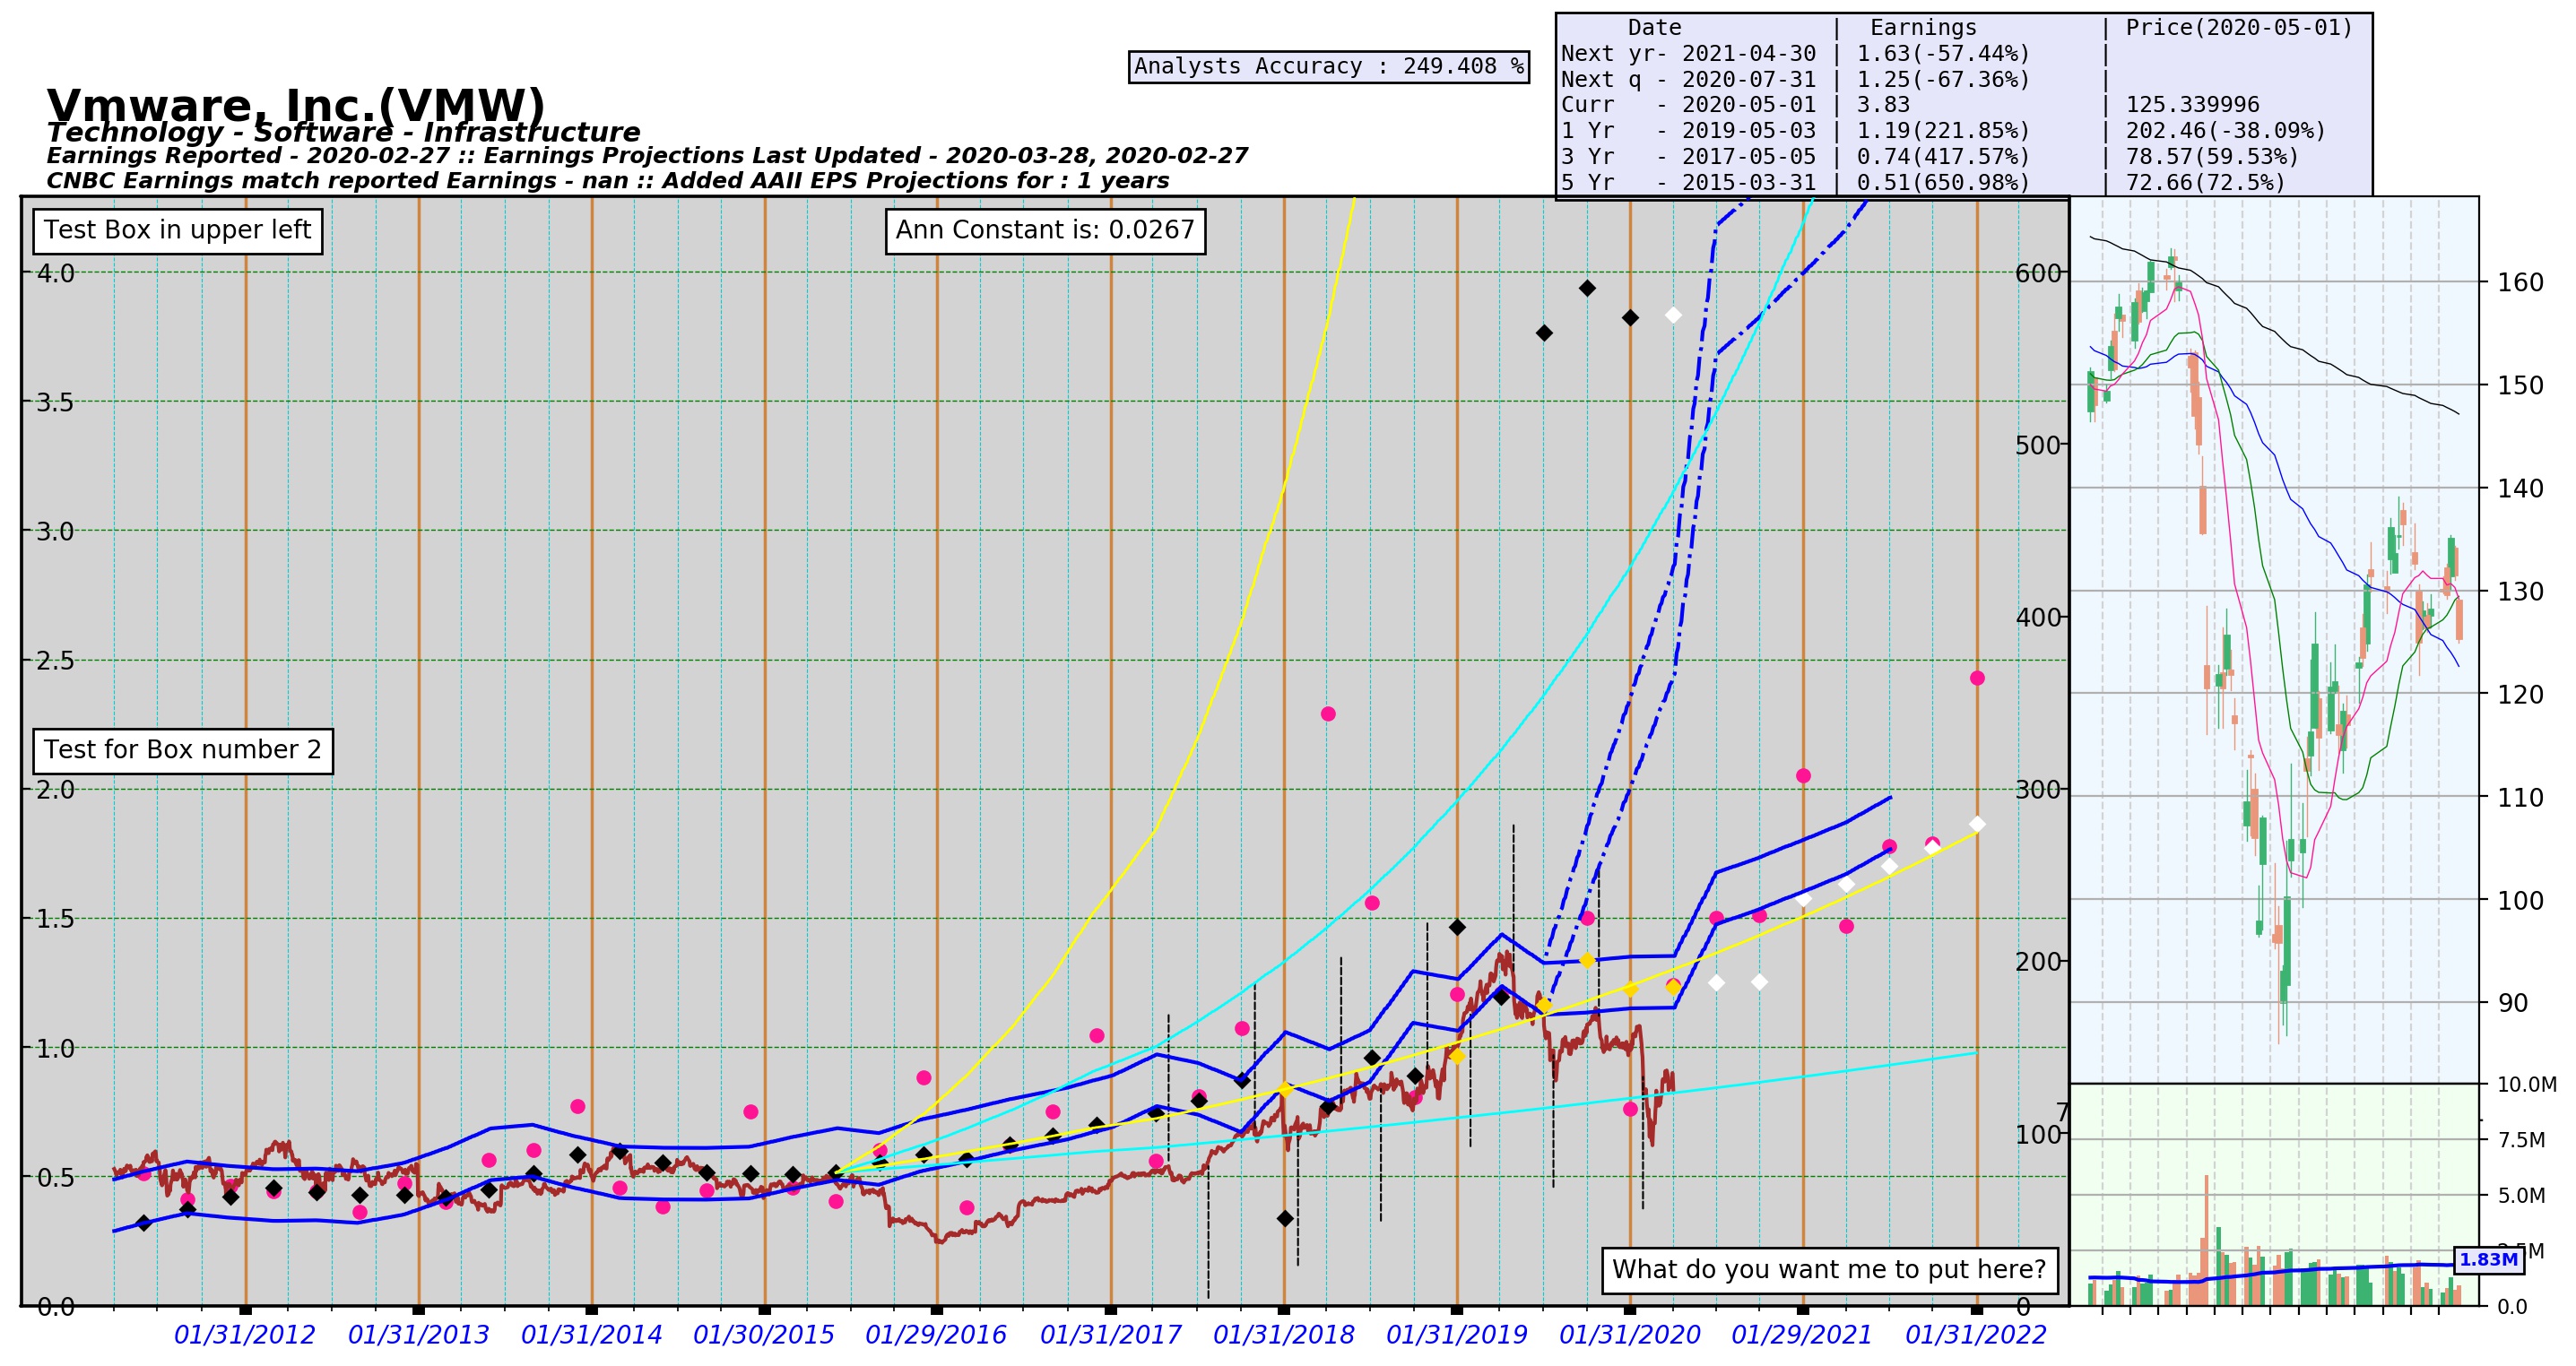 Date | Earnings | Price(2020-05-01)
Next yr- 2021-04-30 | 1.63(-57.44%) |
Analysts Accuracy : 249.408 %
Next q - 2020-07-31 | 1.25(-67.36%) |
Curr - 2020-05-01 | 3.83 | 125.339996
1 Yr - 2019-05-03 | 1.19(221.85%) | 202.46(-38.09%)
3 Yr - 2017-05-05 | 0.74(417.57%) | 78.57(59.53%)
5 Yr - 2015-03-31 | 0.51(650.98%) | 72.66(72.5%)
Vmware, Inc.(VMW)
Technology - Software - Infrastructure
Earnings Reported - 2020-02-27 :: Earnings Projections Last Updated - 2020-03-28, 2020-02-27
CNBC Earnings match reported Earnings - nan :: Added AAII EPS Projections for : 1 years
Test Box in upper left
Ann Constant is: 0.0267
Test for Box number 2
What do you want me to put here?
4.0
3.5
3.0
2.5
2.0
1.5
1.0
0.5
0.0
600
500
400
300
200
7
100
0
160
150
140
130
120
110
100
90
10.0M
7.5M
5.0M
1.83M
0.0
01/31/2012 01/31/2013 01/31/2014 01/30/2015 01/29/2016 01/31/2017 01/31/2018 01/31/2019 01/31/2020 01/29/2021 01/31/2022